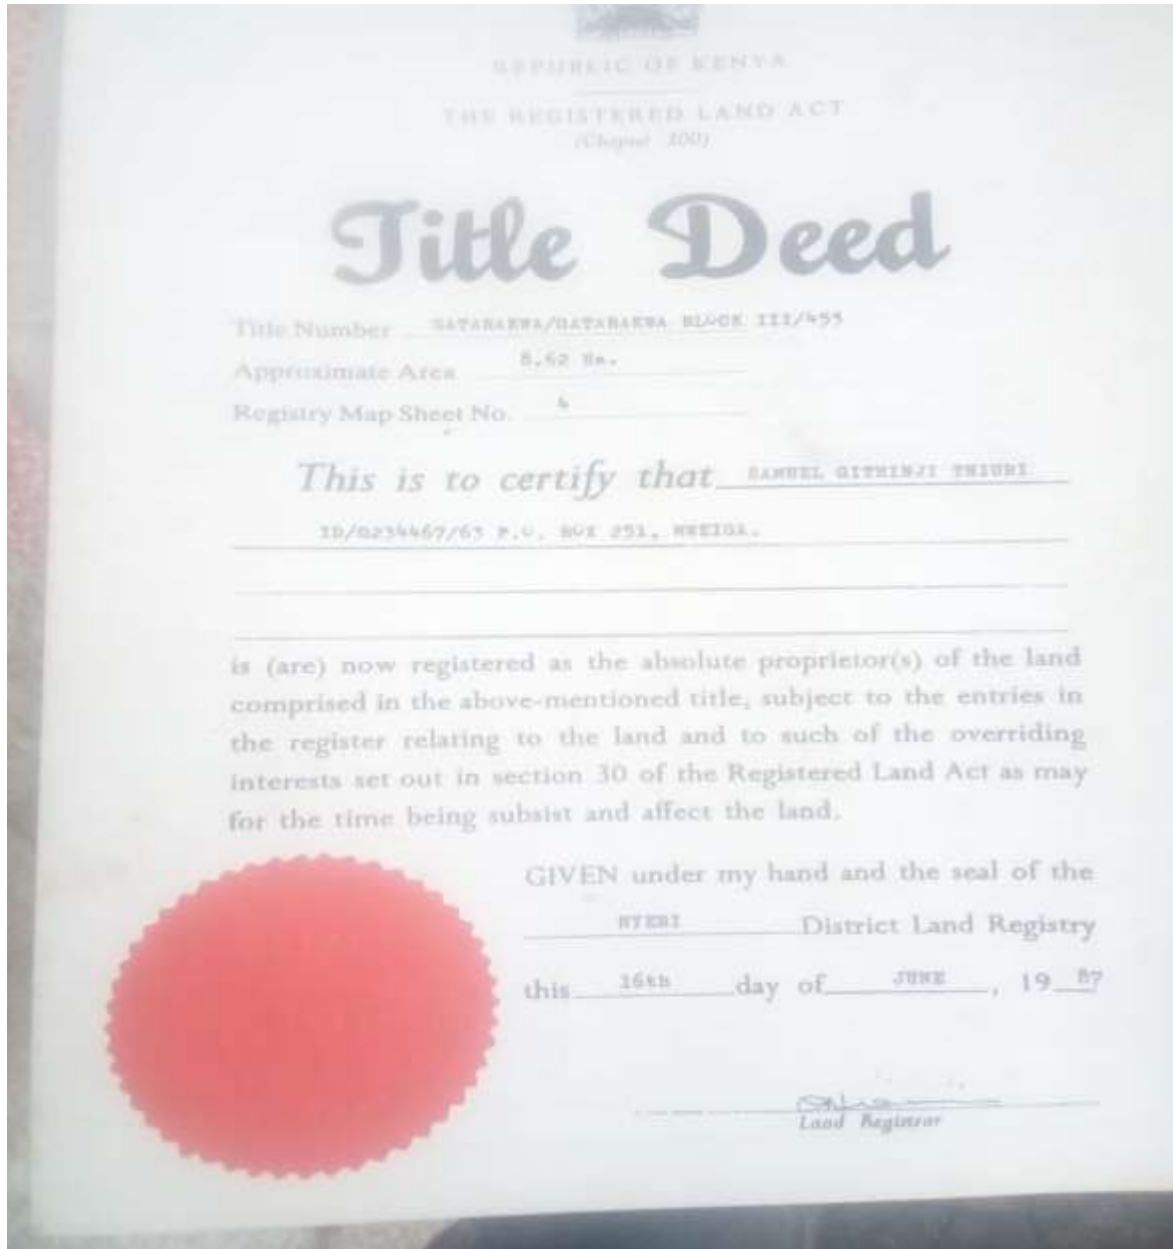 REPUBLIC OF KENYA
THE REGISTERED LAND ACT
(Chapter 300)
Title Deed
Title Number GATARAKWA/GATARAKWA BLOCK III/455
Approximate Area 8.62 Ha.
Registry Map Sheet No. 4
This is to certify that SAMUEL GITHINJI THIURI
ID/0234467/63 P.O. BOX 251, MWEIGA.
is (are) now registered as the absolute proprietor(s) of the land
comprised in the above-mentioned title, subject to the entries in
the register relating to the land and to such of the overriding
interests set out in section 30 of the Registered Land Act as may
for the time being subsist and affect the land.
GIVEN under my hand and the seal of the
NYERI District Land Registry
this 16th day of JUNE, 19 87
Land Registrar